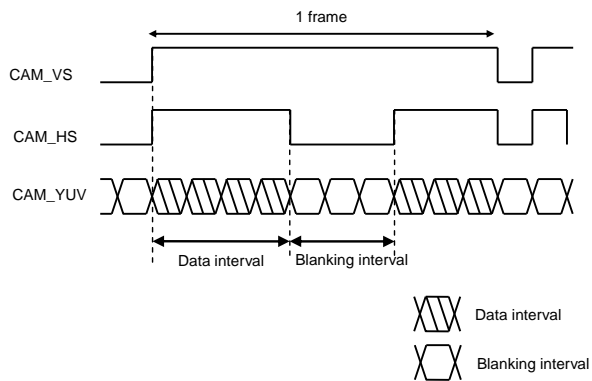 1 frame
CAM_VS
CAM_HS
CAM_YUV
Data interval
Blanking interval
Data interval
Blanking interval